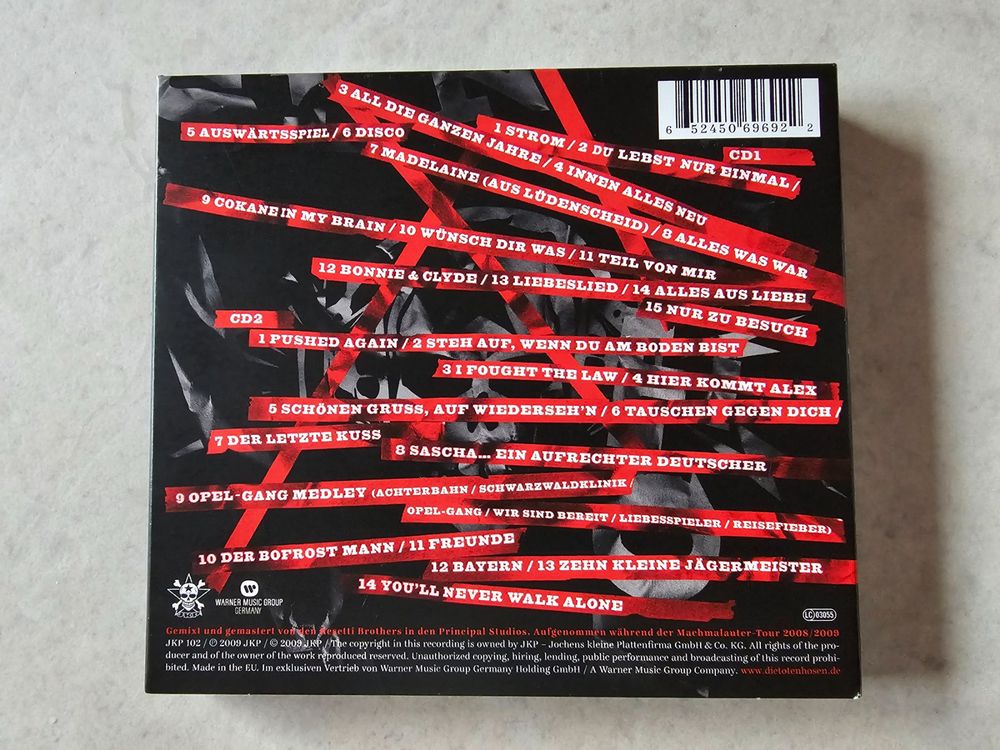 6 52450 69692 2
CD1
1 STROM / 2 DU LEBST NUR EINMAL /
3 ALL DIE GANZEN JAHRE / 4 INNEN ALLES NEU
5 AUSWÄRTSSPIEL / 6 DISCO
7 MADELAINE (AUS LÜDENSCHEID) / 8 ALLES WAS WAR
9 COKANE IN MY BRAIN / 10 WÜNSCH DIR WAS / 11 TEIL VON MIR
12 BONNIE & CLYDE / 13 LIEBESLIED / 14 ALLES AUS LIEBE
15 NUR ZU BESUCH
CD2
1 PUSHED AGAIN / 2 STEH AUF, WENN DU AM BODEN BIST
3 I FOUGHT THE LAW / 4 HIER KOMMT ALEX
5 SCHÖNEN GRUSS, AUF WIEDERSEH'N / 6 TAUSCHEN GEGEN DICH /
7 DER LETZTE KUSS
8 SASCHA... EIN AUFRECHTER DEUTSCHER
9 OPEL-GANG MEDLEY (ACHTERBAHN / SCHWARZWALDKLINIK /
OPEL-GANG / WIR SIND BEREIT / LIEBESSPIELER / REISEFIEBER)
10 DER BOFROST MANN / 11 FREUNDE
12 BAYERN / 13 ZEHN KLEINE JÄGERMEISTER
14 YOU'LL NEVER WALK ALONE
WARNER MUSIC GROUP
GERMANY
LC 03055
Gemixt und gemastert von den Resetti Brothers in den Principal Studios. Aufgenommen während der Machmalauter-Tour 2008/2009
JKP 102 / ℗ 2009 JKP / © 2009 JKP / The copyright in this recording is owned by JKP – Jochens kleine Plattenfirma GmbH & Co. KG. All rights of the pro-
ducer and of the owner of the work reproduced reserved. Unauthorized copying, hiring, lending, public performance and broadcasting of this record prohi-
bited. Made in the EU. Im exklusiven Vertrieb von Warner Music Group Germany Holding GmbH / A Warner Music Group Company. www.dietotenhosen.de